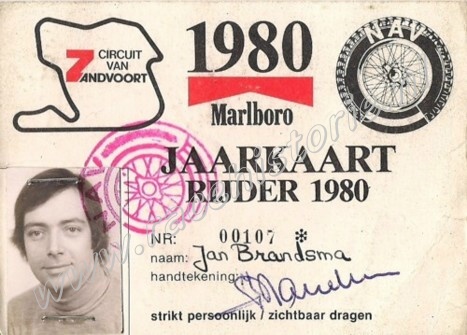 CIRCUIT
VAN
ZANDVOORT
1980
Marlboro
NAV
JAARKAART
RIJDER 1980
NAV
NR: 00107 *
naam: Jan Brandsma
handtekening:
strikt persoonlijk / zichtbaar dragen